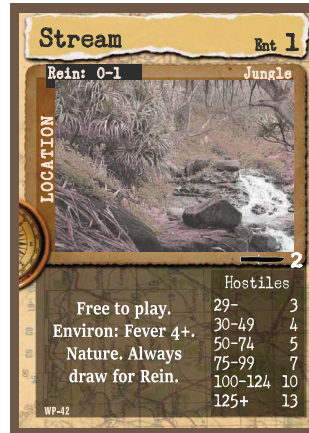 Stream
Ent 1
Rein: 0-1 Jungle
LOCATION
2
Hostiles
Free to play.
Environ: Fever 4+.
Nature. Always
draw for Rein.
29- 3
30-49 4
50-74 5
75-99 7
100-124 10
125+ 13
WP-42